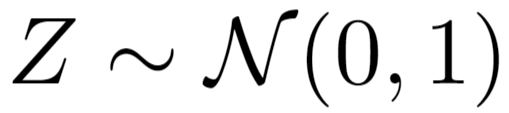 Z ∼ 𝒩(0, 1)